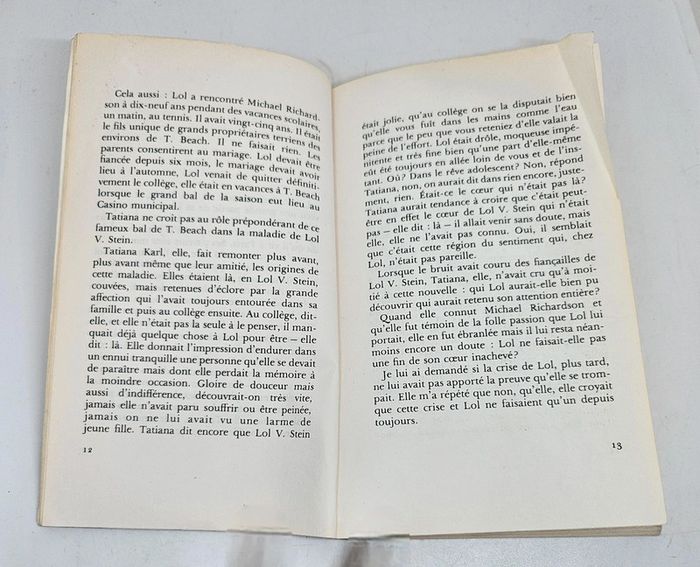 Cela aussi : Lol a rencontré Michael Richard-
son à dix-neuf ans pendant des vacances scolaires,
un matin, au tennis. Il avait vingt-cinq ans. Il était
le fils unique de grands propriétaires terriens des
environs de T. Beach. Il ne faisait rien. Les
parents consentirent au mariage. Lol devait être
fiancée depuis six mois, le mariage devait avoir
lieu à l'automne, Lol venait de quitter définiti-
vement le collège, elle était en vacances à T. Beach
lorsque le grand bal de la saison eut lieu au
Casino municipal.
Tatiana ne croit pas au rôle prépondérant de ce
fameux bal de T. Beach dans la maladie de Lol
V. Stein.
Tatiana Karl, elle, fait remonter plus avant,
plus avant même que leur amitié, les origines de
cette maladie. Elles étaient là, en Lol V. Stein,
couvées, mais retenues d'éclore par la grande
affection qui l'avait toujours entourée dans sa
famille et puis au collège ensuite. Au collège, dit-
elle, et elle n'était pas la seule à le penser, il man-
quait déjà quelque chose à Lol pour être – elle
dit : là. Elle donnait l'impression d'endurer dans
un ennui tranquille une personne qu'elle se devait
de paraître mais dont elle perdait la mémoire à
la moindre occasion. Gloire de douceur mais
aussi d'indifférence, découvrait-on très vite,
jamais elle n'avait paru souffrir ou être peinée,
jamais on ne lui avait vu une larme de
jeune fille. Tatiana dit encore que Lol V. Stein
12
était jolie, qu'au collège on se la disputait bien
qu'elle vous fuit dans les mains comme l'eau
parce que le peu que vous reteniez d'elle valait la
peine de l'effort. Lol était drôle, moqueuse impé-
nitente et très fine bien qu'une part d'elle-même
eût été toujours en allée loin de vous et de l'ins-
tant. Où? Dans le rêve adolescent? Non, répond
Tatiana, non, on aurait dit dans rien encore, juste-
ment, rien. Était-ce le cœur qui n'était pas là?
Tatiana aurait tendance à croire que c'était peut-
être en effet le cœur de Lol V. Stein qui n'était
pas – elle dit : là – il allait venir sans doute, mais
elle, elle ne l'avait pas connu. Oui, il semblait
que c'était cette région du sentiment qui, chez
Lol, n'était pas pareille.
Lorsque le bruit avait couru des fiançailles de
Lol V. Stein, Tatiana, elle, n'avait cru qu'à moi-
tié à cette nouvelle : qui Lol aurait-elle bien pu
découvrir qui aurait retenu son attention entière?
Quand elle connut Michael Richardson et
qu'elle fut témoin de la folle passion que Lol lui
portait, elle en fut ébranlée mais il lui resta néan-
moins encore un doute : Lol ne faisait-elle pas
une fin de son cœur inachevé?
Je lui ai demandé si la crise de Lol, plus tard,
ne lui avait pas apporté la preuve qu'elle se trom-
pait. Elle m'a répété que non, qu'elle, elle croyait
que cette crise et Lol ne faisaient qu'un depuis
toujours.
13